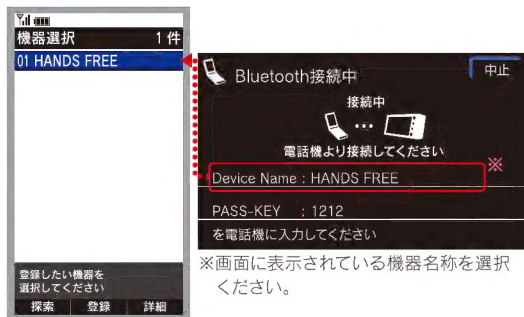 機器選択 1件
01 HANDS FREE
登録したい機器を
選択してください
探索 登録 詳細
Bluetooth接続中
中止
接続中
電話機より接続してください
Device Name : HANDS FREE
※
PASS-KEY : 1212
を電話機に入力してください
※画面に表示されている機器名称を選択
ください。